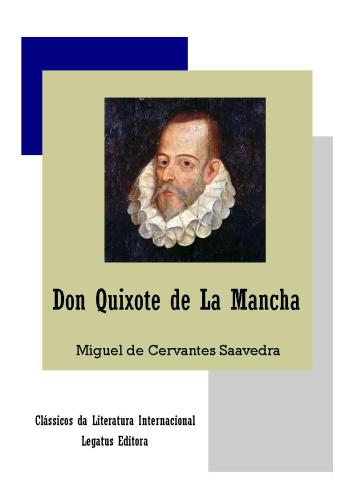 Don Quixote de La Mancha
Miguel de Cervantes Saavedra
Clássicos da Literatura Internacional
Legatus Editora